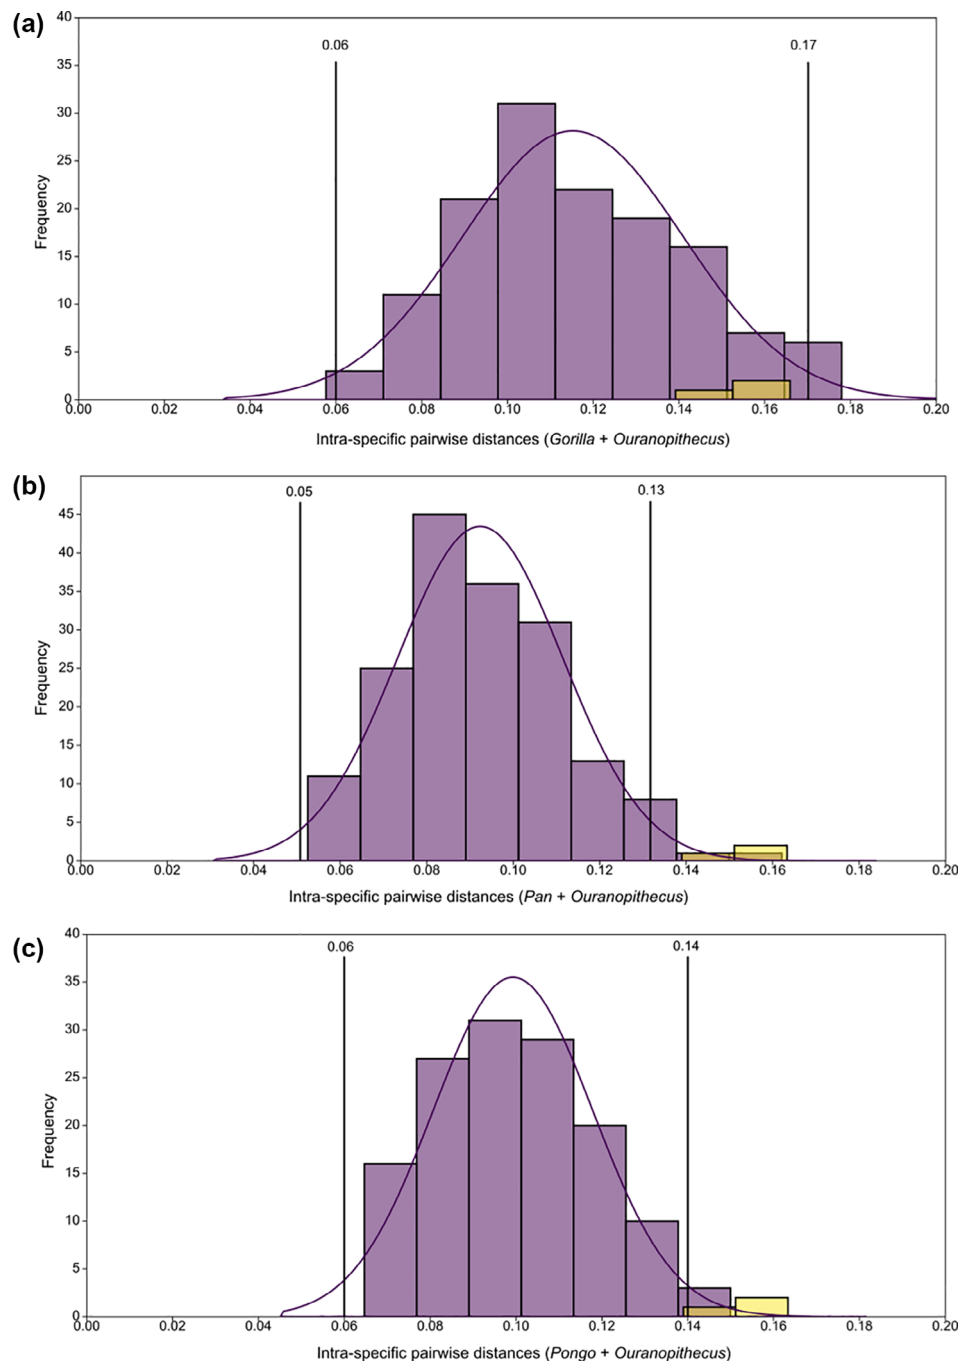 (a)
0.06 0.17
40
35
30
25
20
15
10
5
0
Frequency
0.00 0.02 0.04 0.06 0.08 0.10 0.12 0.14 0.16 0.18 0.20
Intra-specific pairwise distances (Gorilla + Ouranopithecus)
(b)
0.05 0.13
45
40
35
30
25
20
15
10
5
0
Frequency
0.00 0.02 0.04 0.06 0.08 0.10 0.12 0.14 0.16 0.18 0.20
Intra-specific pairwise distances (Pan + Ouranopithecus)
(c)
0.06 0.14
40
35
30
25
20
15
10
5
0
Frequency
0.00 0.02 0.04 0.06 0.08 0.10 0.12 0.14 0.16 0.18 0.20
Intra-specific pairwise distances (Pongo + Ouranopithecus)